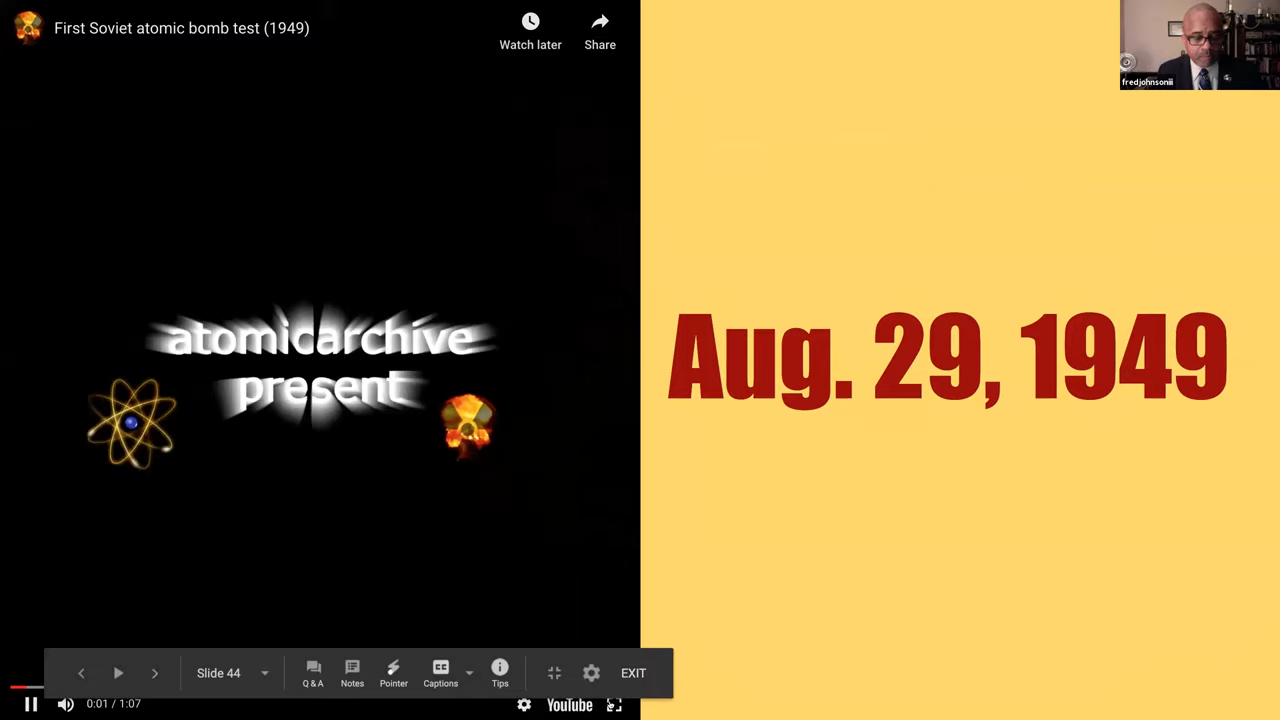 First Soviet atomic bomb test (1949)
Watch later
Share
fredjohnsoniii
atomicarchive
present
Aug. 29, 1949
Slide 44
Q & A
Notes
Pointer
CC
Captions
Tips
EXIT
0:01 / 1:07
YouTube